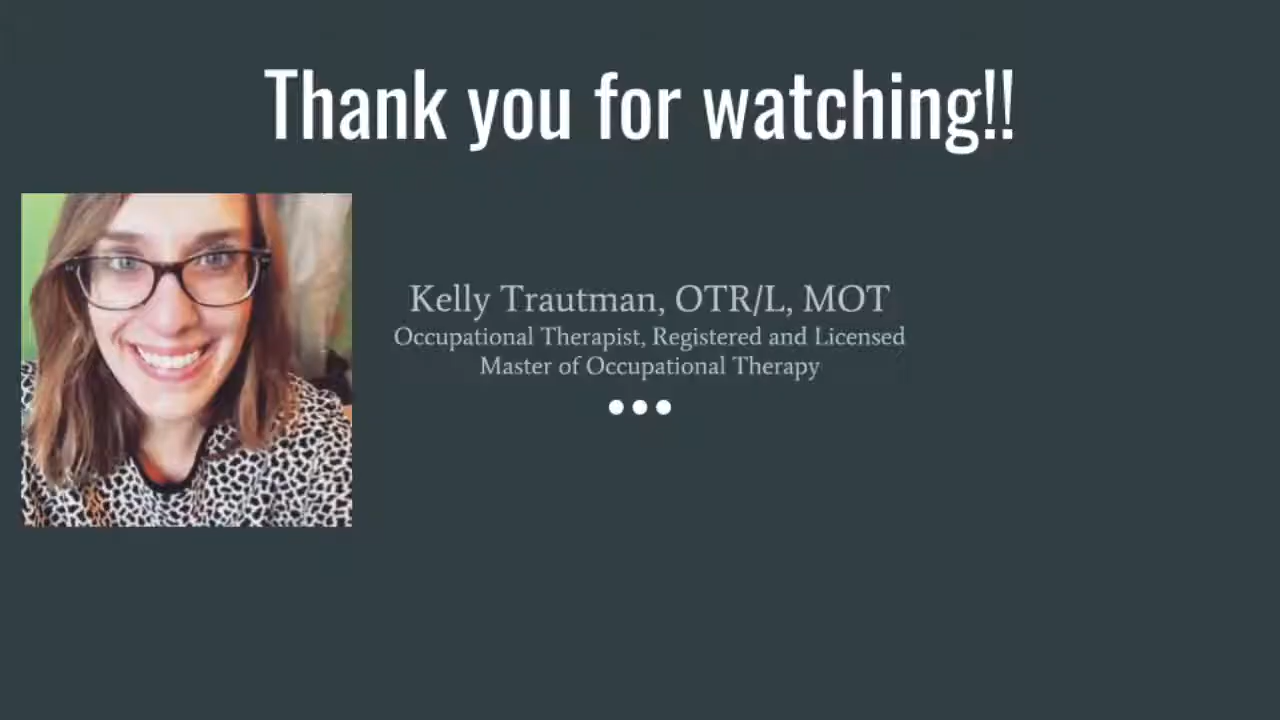 Thank you for watching!!
Kelly Trautman, OTR/L, MOT
Occupational Therapist, Registered and Licensed
Master of Occupational Therapy